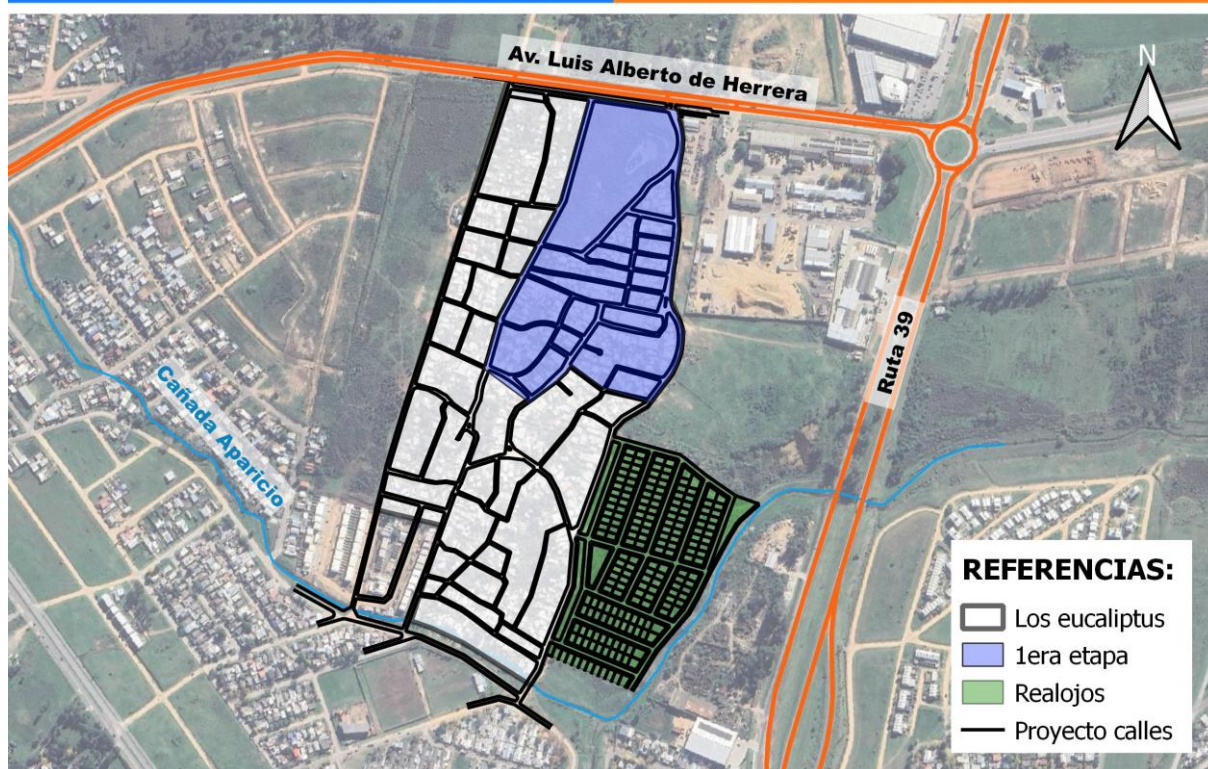 Av. Luis Alberto de Herrera
N
Ruta 39
Cañada Aparicio
REFERENCIAS:
Los eucaliptus
1era etapa
Realojos
Proyecto calles